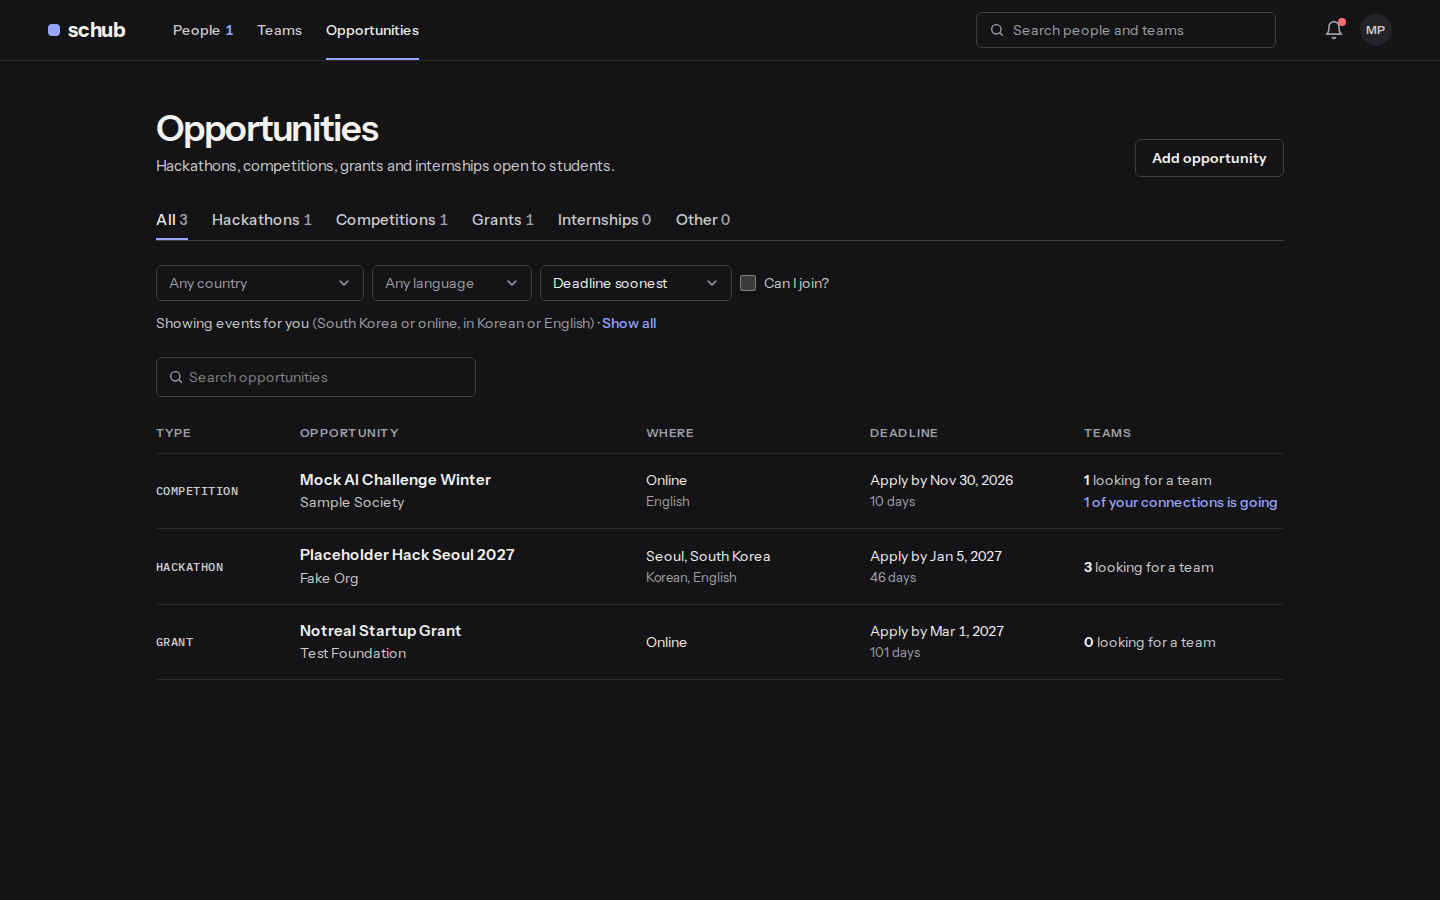 schub
People 1
Teams
Opportunities
Search people and teams
MP
Opportunities
Hackathons, competitions, grants and internships open to students.
Add opportunity
All 3
Hackathons 1
Competitions 1
Grants 1
Internships 0
Other 0
Any country
Any language
Deadline soonest
Can I join?
Showing events for you (South Korea or online, in Korean or English) · Show all
Search opportunities
TYPE
OPPORTUNITY
WHERE
DEADLINE
TEAMS
COMPETITION
Mock AI Challenge Winter
Sample Society
Online
English
Apply by Nov 30, 2026
10 days
1 looking for a team
1 of your connections is going
HACKATHON
Placeholder Hack Seoul 2027
Fake Org
Seoul, South Korea
Korean, English
Apply by Jan 5, 2027
46 days
3 looking for a team
GRANT
Notreal Startup Grant
Test Foundation
Online
Apply by Mar 1, 2027
101 days
0 looking for a team